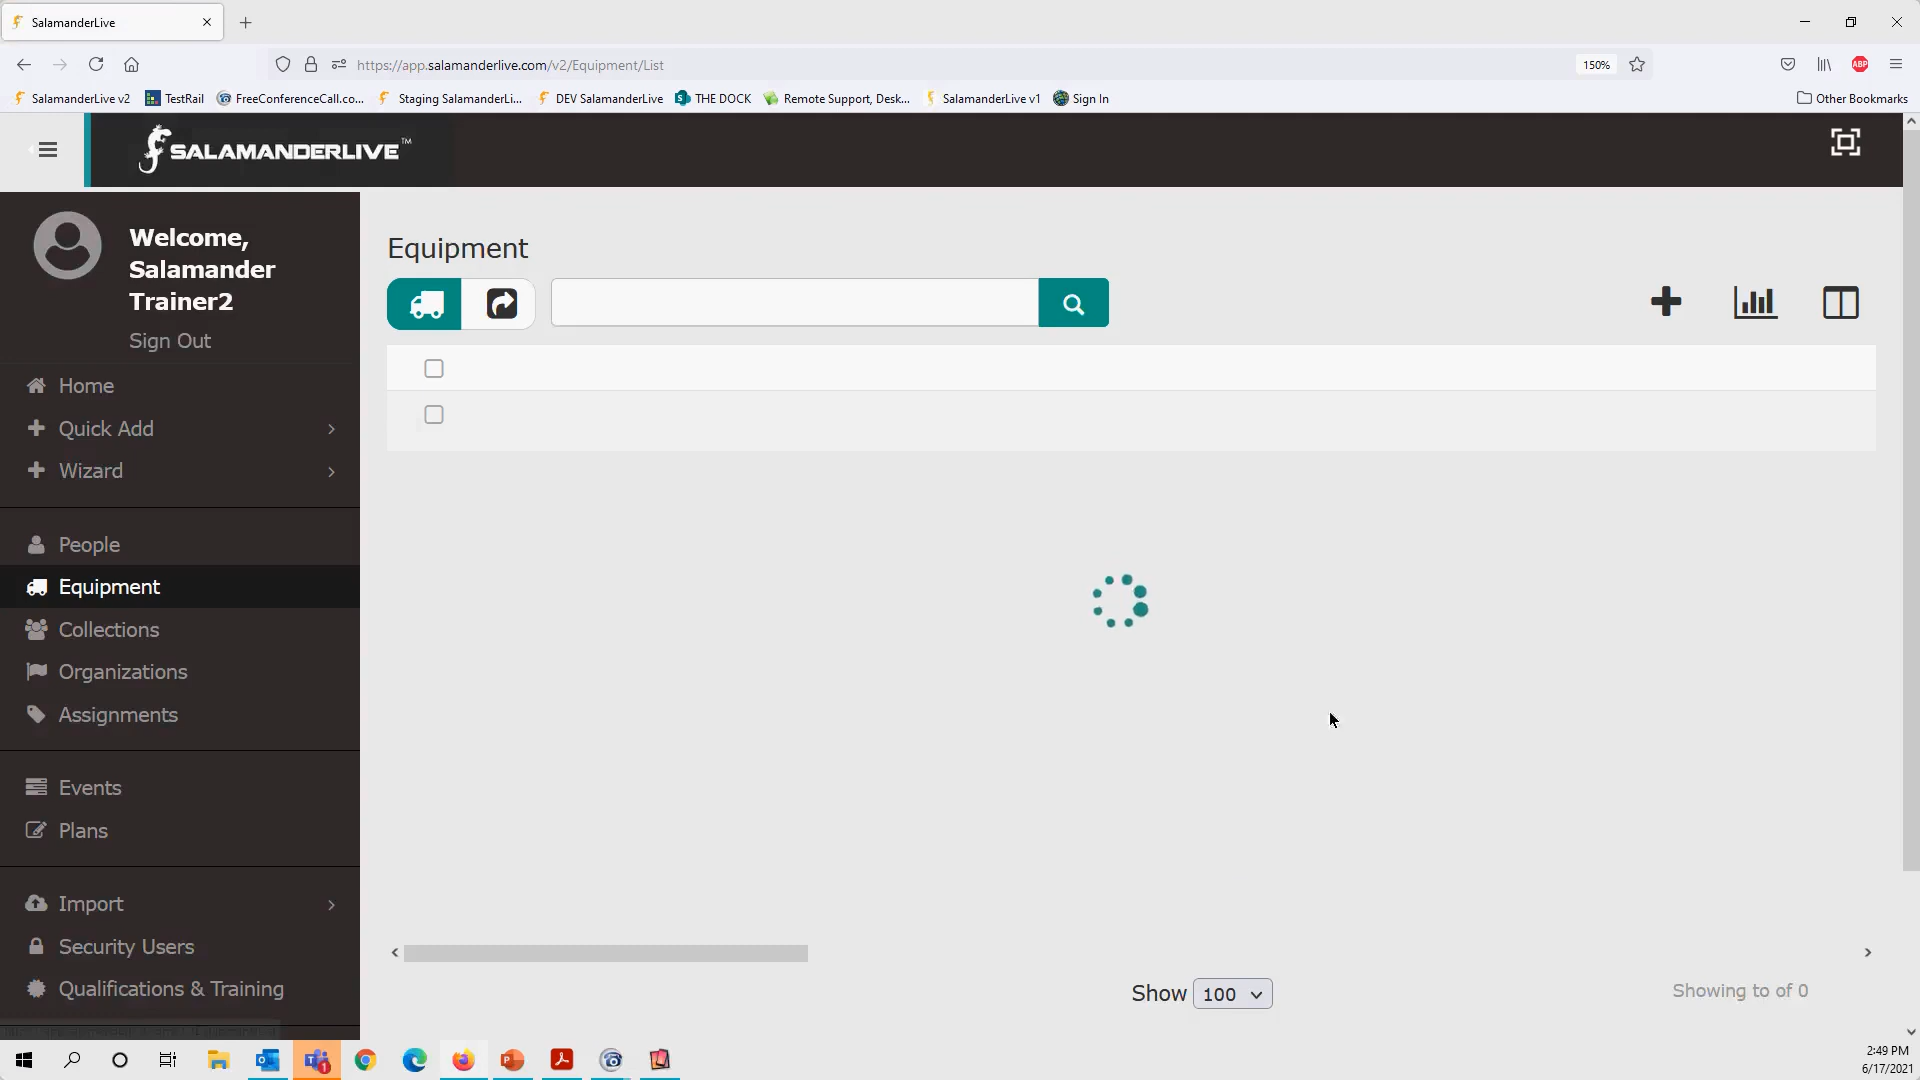 SalamanderLive
https://app.salamanderlive.com/v2/Equipment/List
150%
ABP
SalamanderLive v2
TestRail
FreeConferenceCall.co...
Staging SalamanderLi...
DEV SalamanderLive
THE DOCK
Remote Support, Desk...
SalamanderLive v1
Sign In
Other Bookmarks
SALAMANDERLIVE™
Welcome,
Salamander
Trainer2
Sign Out
Home
Quick Add
Wizard
People
Equipment
Collections
Organizations
Assignments
Events
Plans
Import
Security Users
Qualifications & Training
Equipment
Show 100
Showing to of 0
1
2:49 PM
6/17/2021